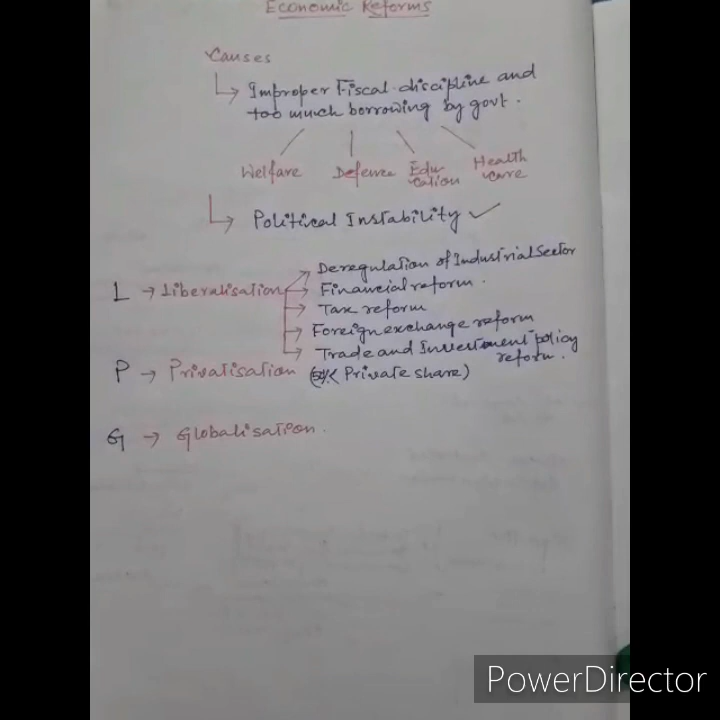 Economic Reforms
Causes
↳ Improper Fiscal discipline and
too much borrowing by govt.
Welfare Defence Edu Health
cation care
↳ Political Instability ✓
L → Liberalisation → Deregulation of Industrial Sector
→ Financial reform.
→ Tax reform
→ Foreign exchange reform
→ Trade and Investment policy
reform.
P → Privatisation (< Private share)
G → Globalisation.
PowerDirector